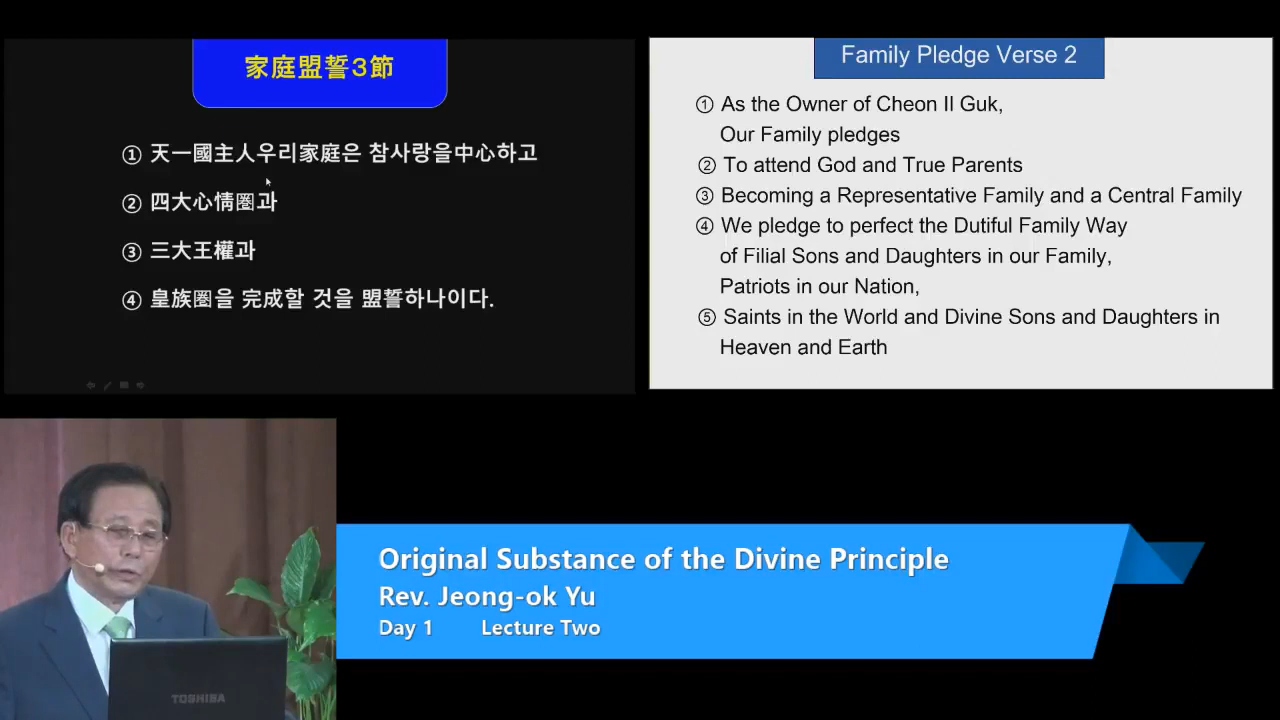 家庭盟誓3節
① 天一國主人우리家庭은 참사랑을中心하고
② 四大心情圈과
③ 三大王權과
④ 皇族圈을 完成할 것을 盟誓하나이다.
Family Pledge Verse 2
① As the Owner of Cheon Il Guk,
Our Family pledges
② To attend God and True Parents
③ Becoming a Representative Family and a Central Family
④ We pledge to perfect the Dutiful Family Way
of Filial Sons and Daughters in our Family,
Patriots in our Nation,
⑤ Saints in the World and Divine Sons and Daughters in
Heaven and Earth
Original Substance of the Divine Principle
Rev. Jeong-ok Yu
Day 1 Lecture Two
TOSHIBA